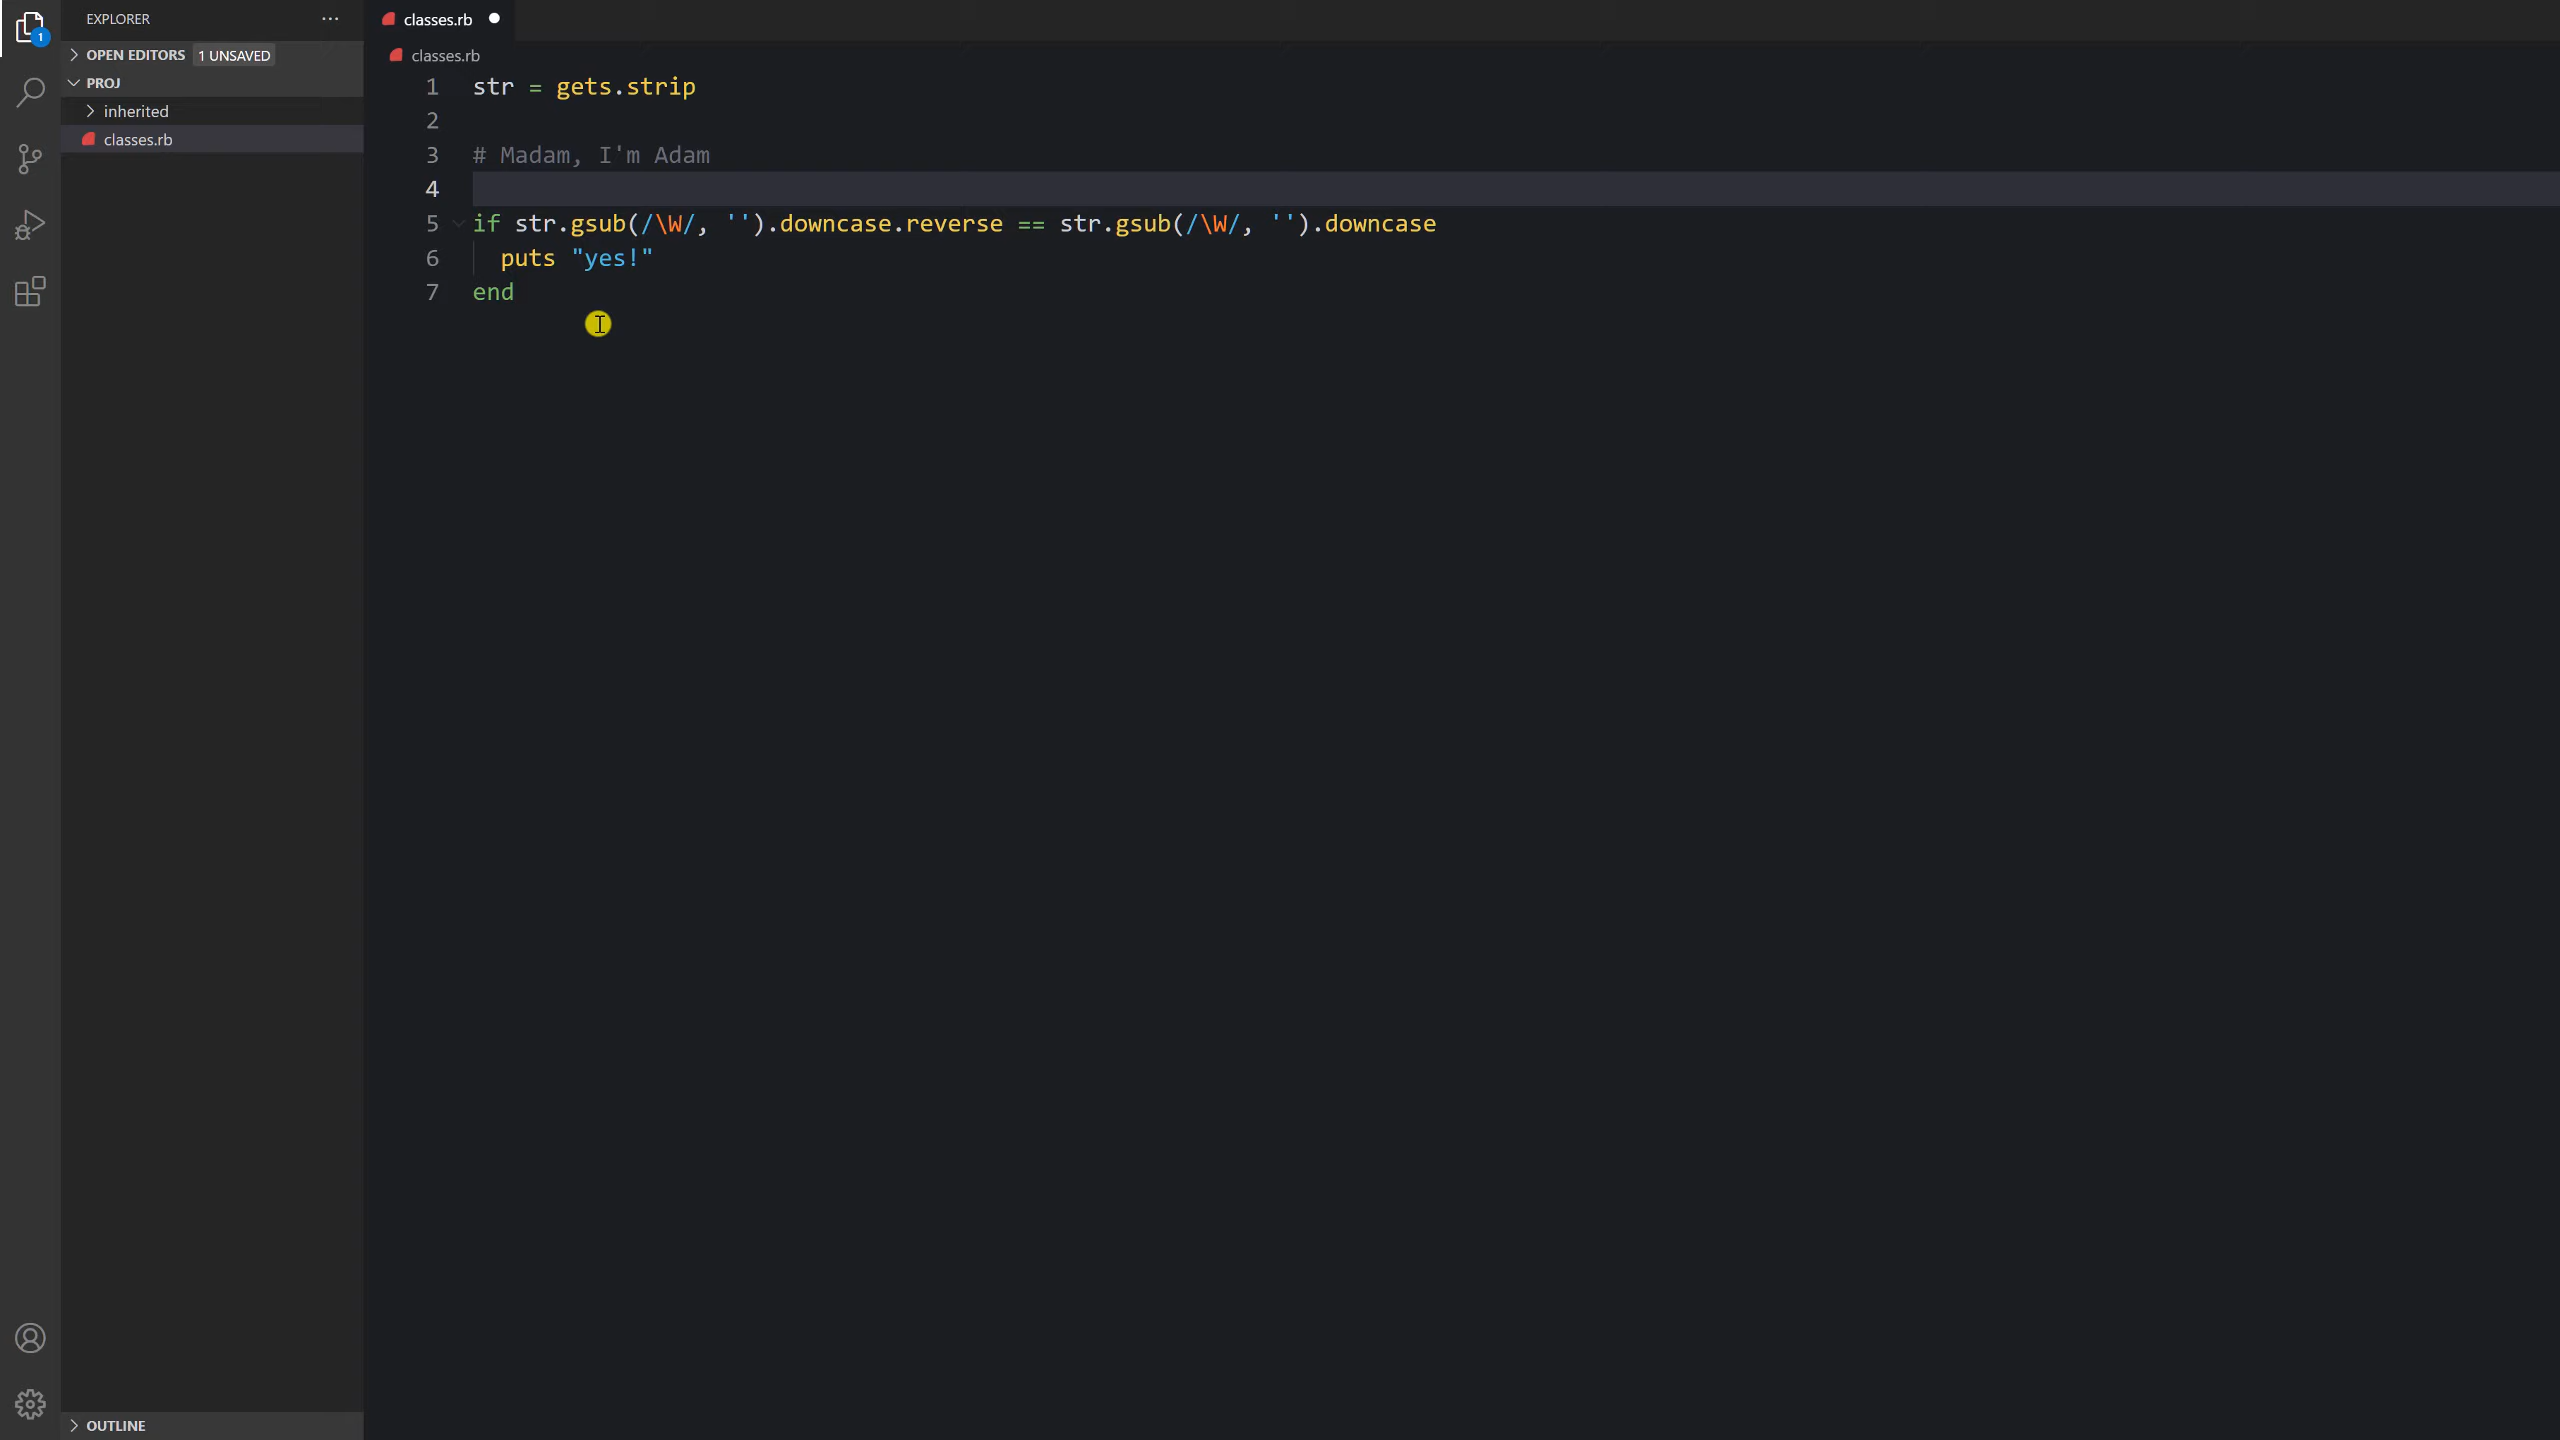 EXPLORER ...
OPEN EDITORS 1 UNSAVED
PROJ
inherited
classes.rb
OUTLINE
1
classes.rb
classes.rb
1 str = gets.strip
2
3 # Madam, I'm Adam
4
5 if str.gsub(/\W/, '').downcase.reverse == str.gsub(/\W/, '').downcase
6   puts "yes!"
7 end